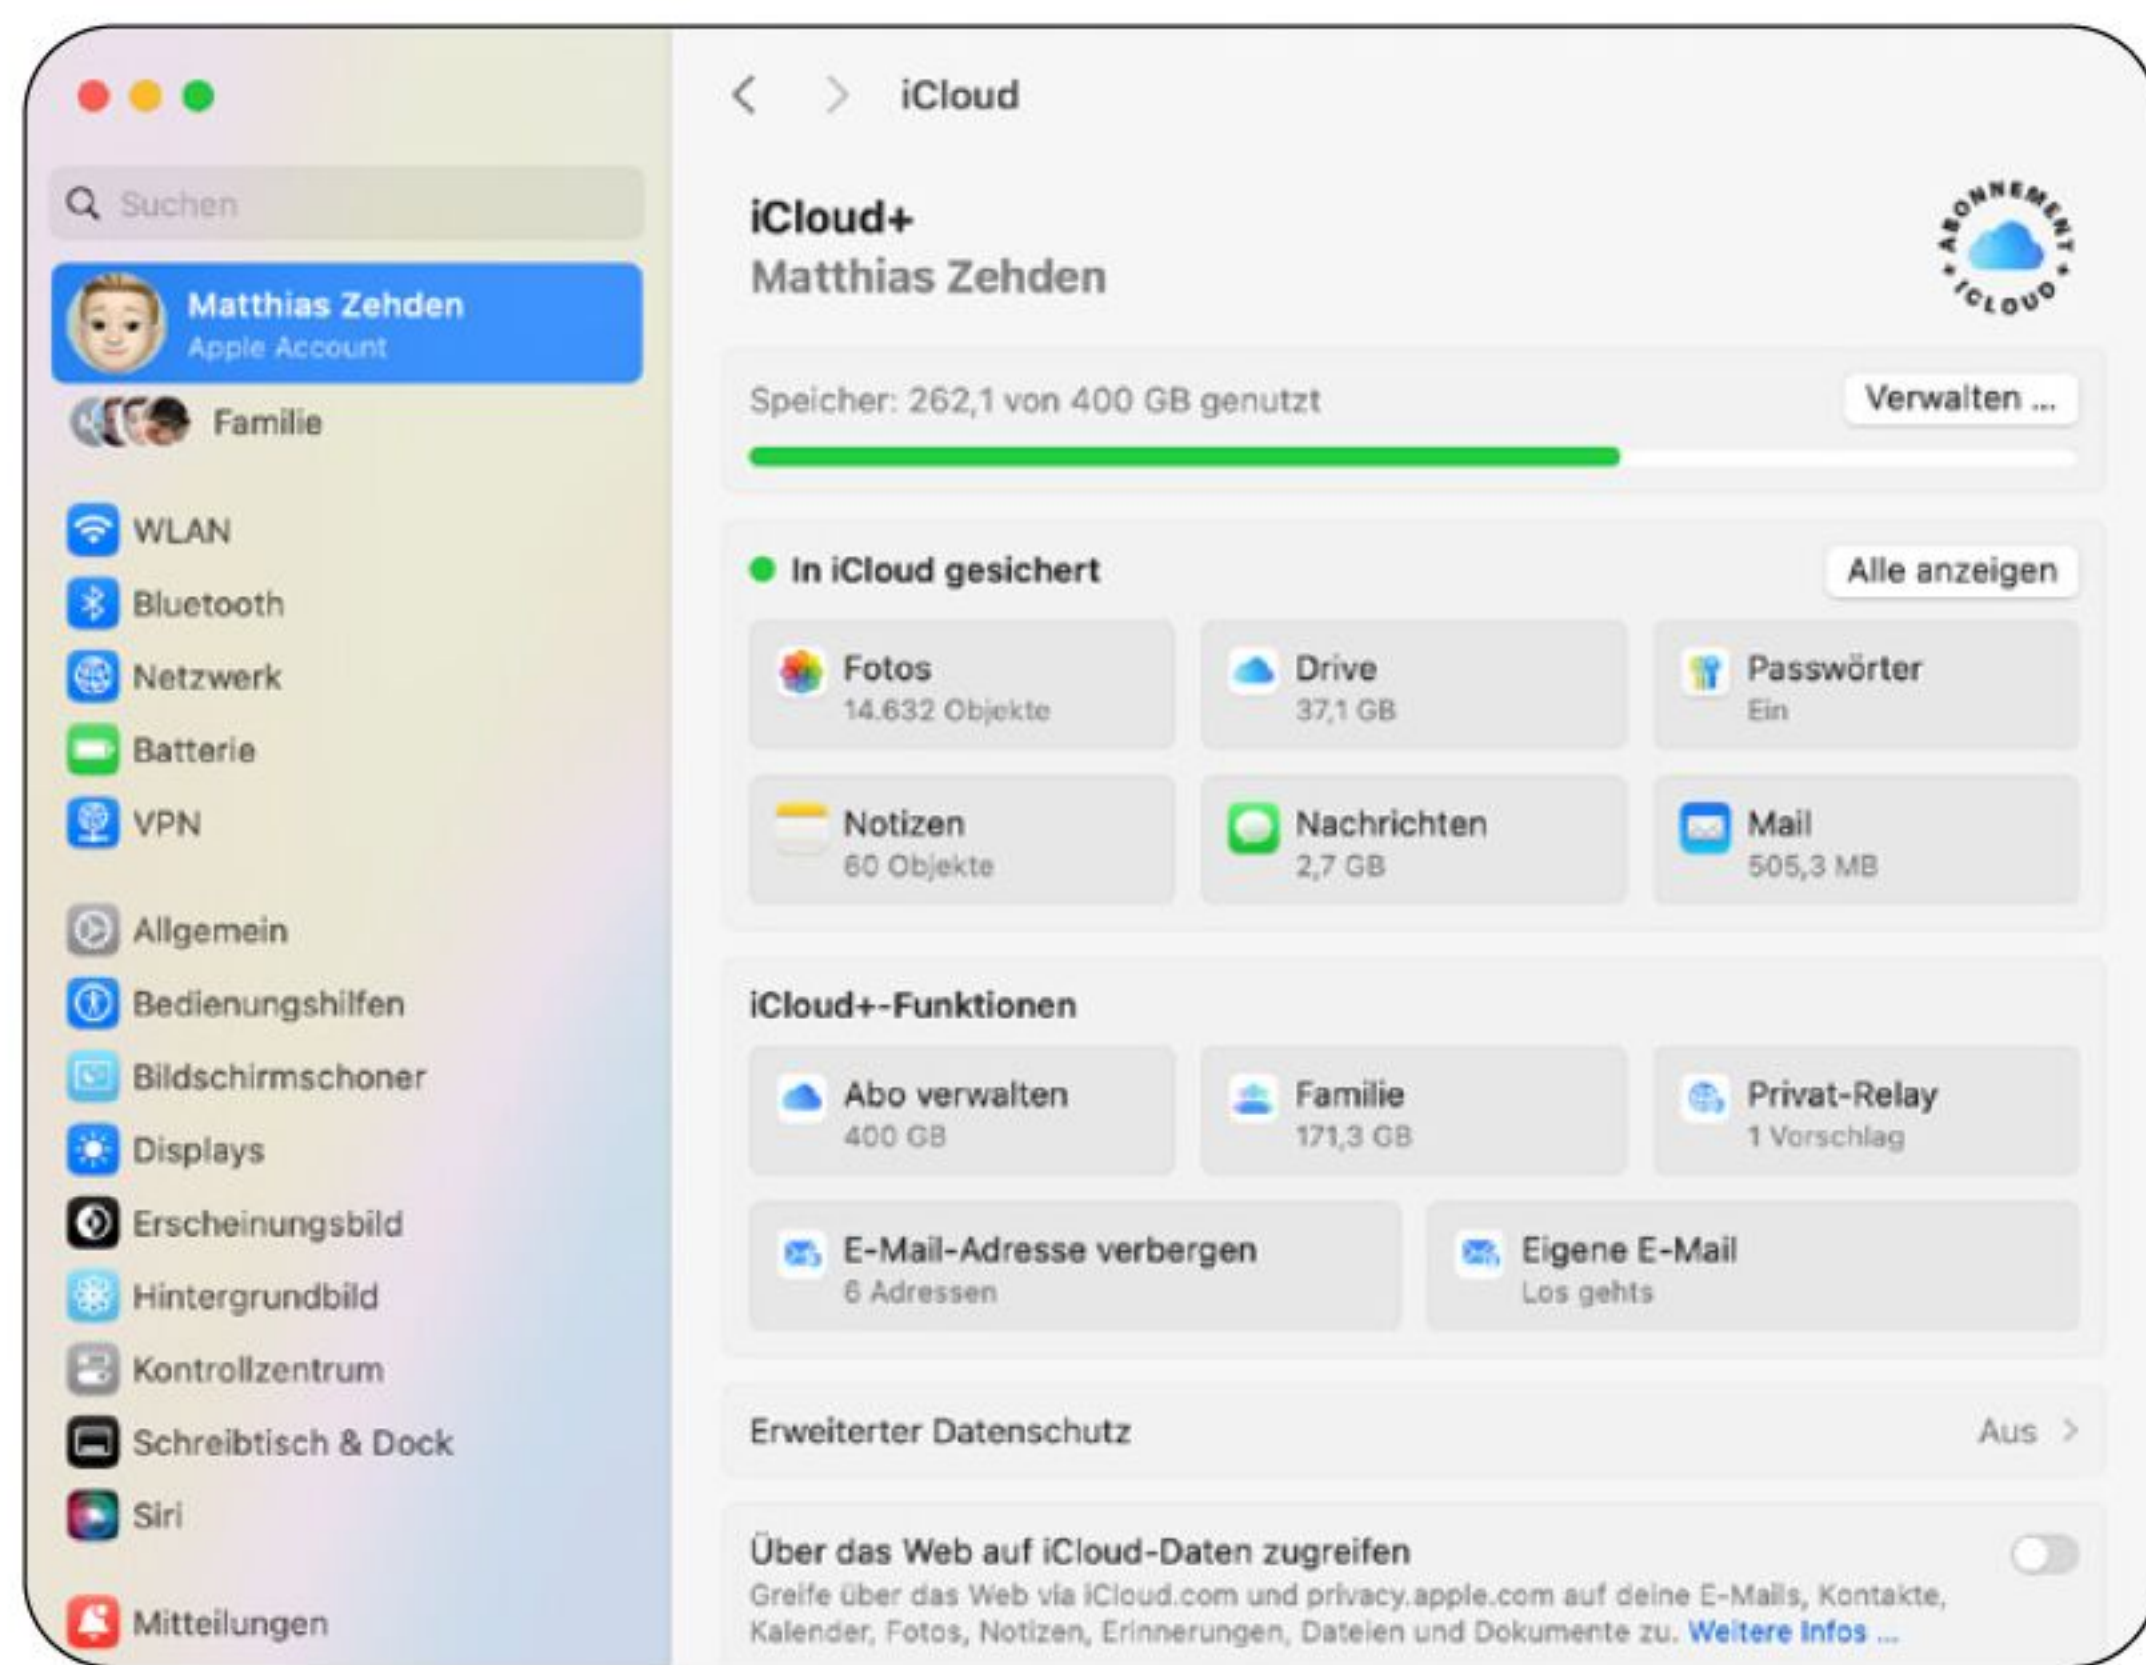 Suchen
Matthias Zehden
Apple Account
Familie
WLAN
Bluetooth
Netzwerk
Batterie
VPN
Allgemein
Bedienungshilfen
Bildschirmschoner
Displays
Erscheinungsbild
Hintergrundbild
Kontrollzentrum
Schreibtisch & Dock
Siri
Mitteilungen
iCloud
iCloud+
Matthias Zehden
ABONNEMENT
ICLOUD
Speicher: 262,1 von 400 GB genutzt
Verwalten ...
In iCloud gesichert
Alle anzeigen
Fotos
14.632 Objekte
Drive
37,1 GB
Passwörter
Ein
Notizen
60 Objekte
Nachrichten
2,7 GB
Mail
505,3 MB
iCloud+-Funktionen
Abo verwalten
400 GB
Familie
171,3 GB
Privat-Relay
1 Vorschlag
E-Mail-Adresse verbergen
6 Adressen
Eigene E-Mail
Los gehts
Erweiterter Datenschutz
Aus
Über das Web auf iCloud-Daten zugreifen
Greife über das Web via iCloud.com und privacy.apple.com auf deine E-Mails, Kontakte,
Kalender, Fotos, Notizen, Erinnerungen, Dateien und Dokumente zu. Weitere Infos ...